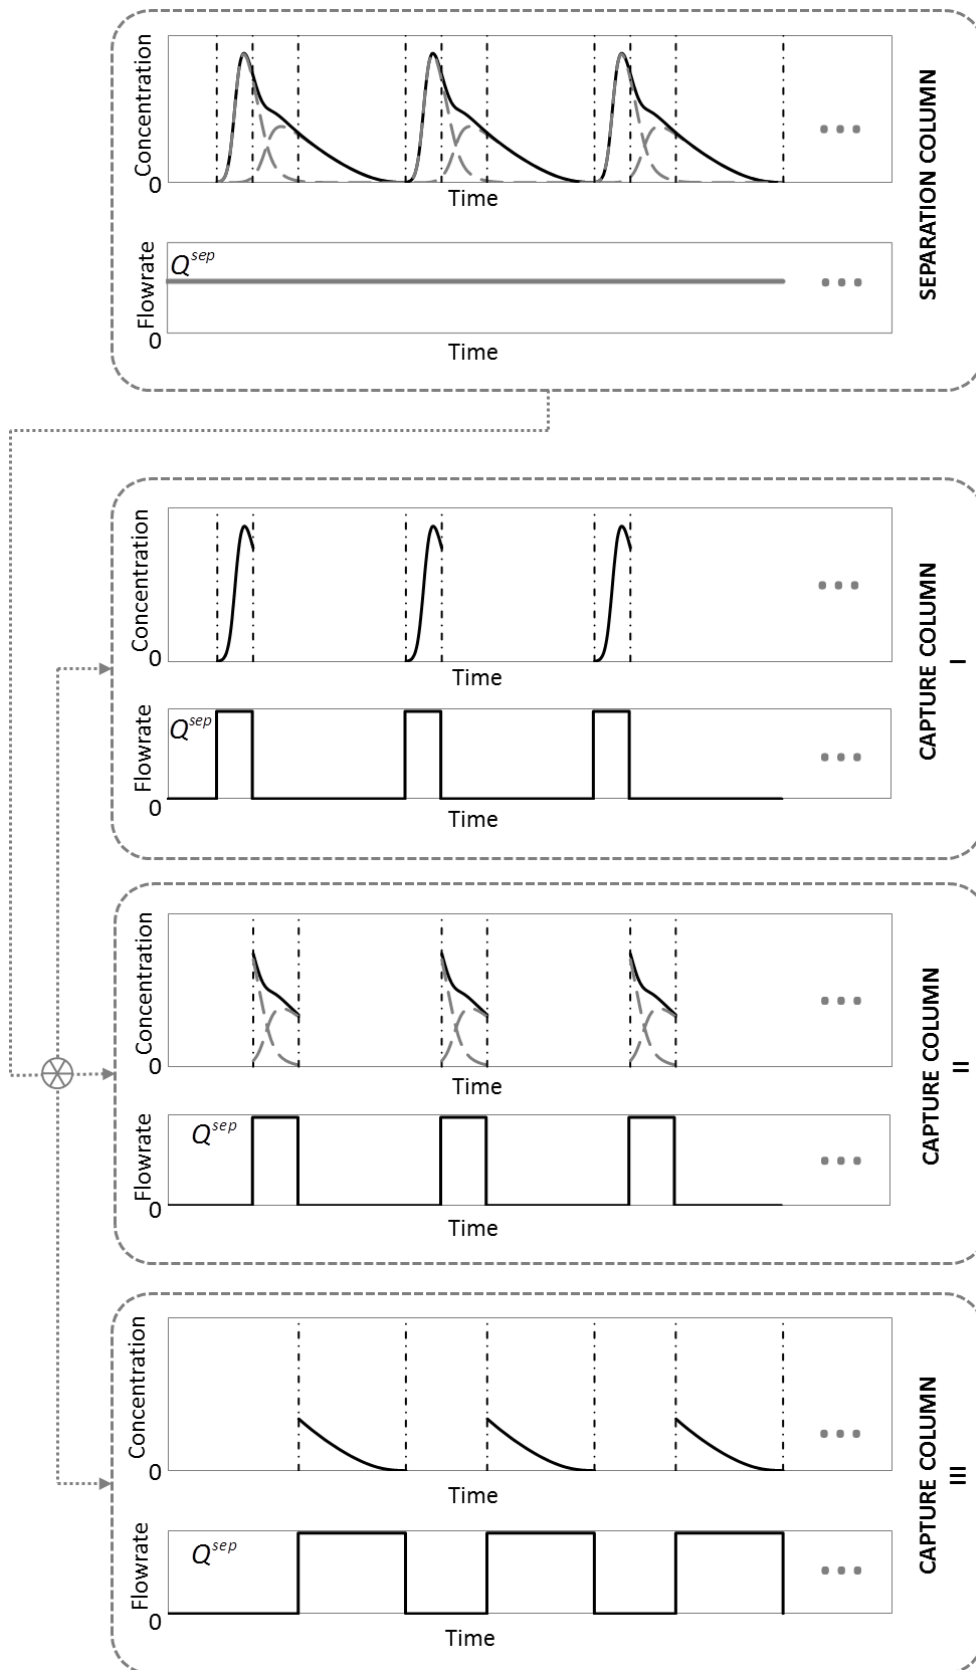 Concentration
0
Time
Flowrate
Q^sep
0
Time
SEPARATION COLUMN
Concentration
0
Time
Flowrate
Q^sep
0
Time
CAPTURE COLUMN
I
Concentration
0
Time
Flowrate
Q^sep
0
Time
CAPTURE COLUMN
II
Concentration
0
Time
Flowrate
Q^sep
0
Time
CAPTURE COLUMN
III